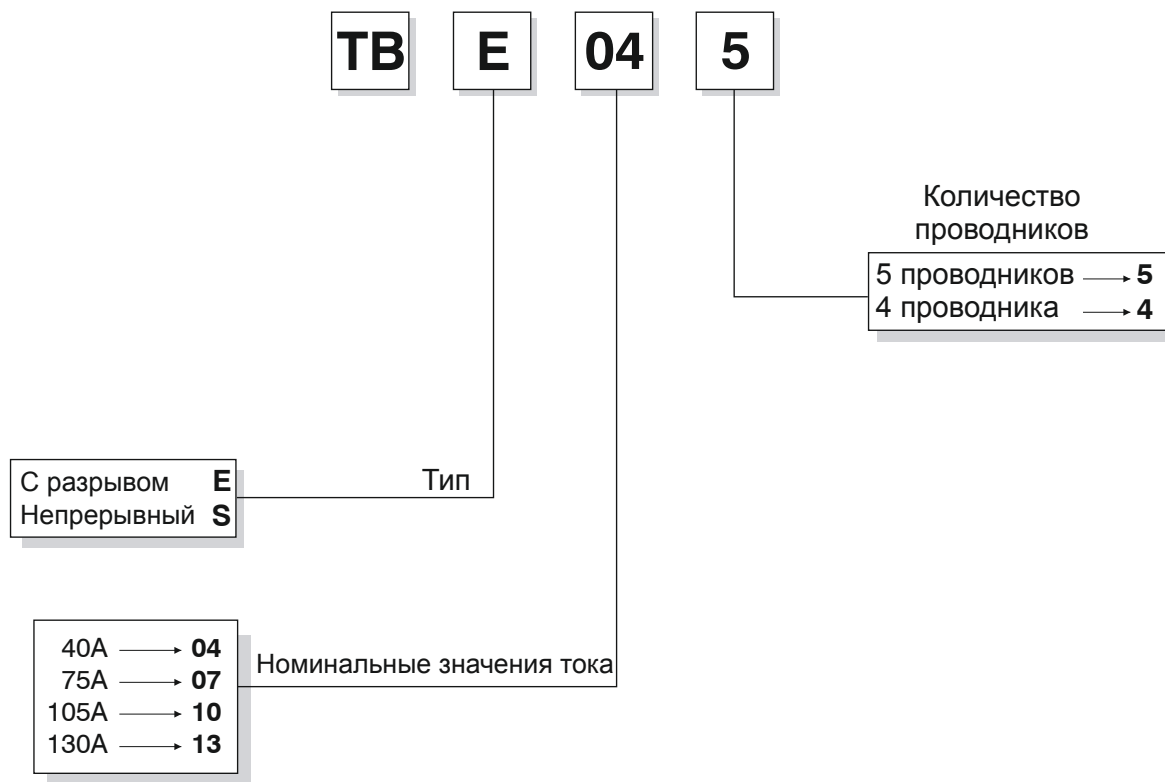 TB E 04 5
Количество
проводников
5 проводников → 5
4 проводника → 4
С разрывом E
Непрерывный S
Тип
40A → 04
75A → 07
105A → 10
130A → 13
Номинальные значения тока